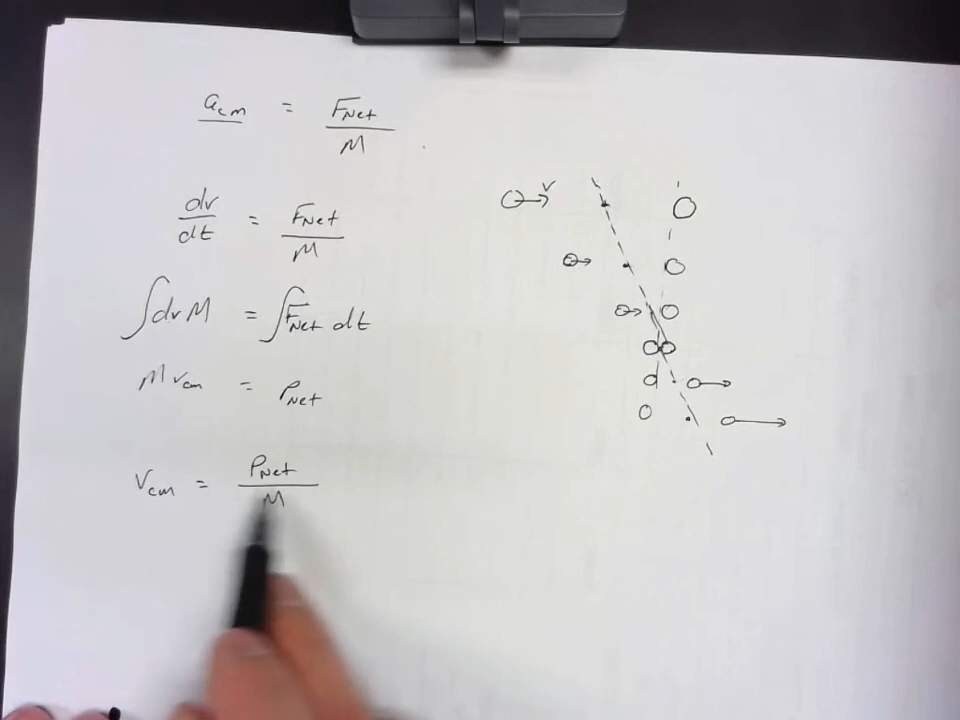 a_cm = F_Net / M
dv/dt = F_Net / M
∫dv M = ∫F_Net dt
M v_cm = P_Net
V_cm = P_Net / M
v